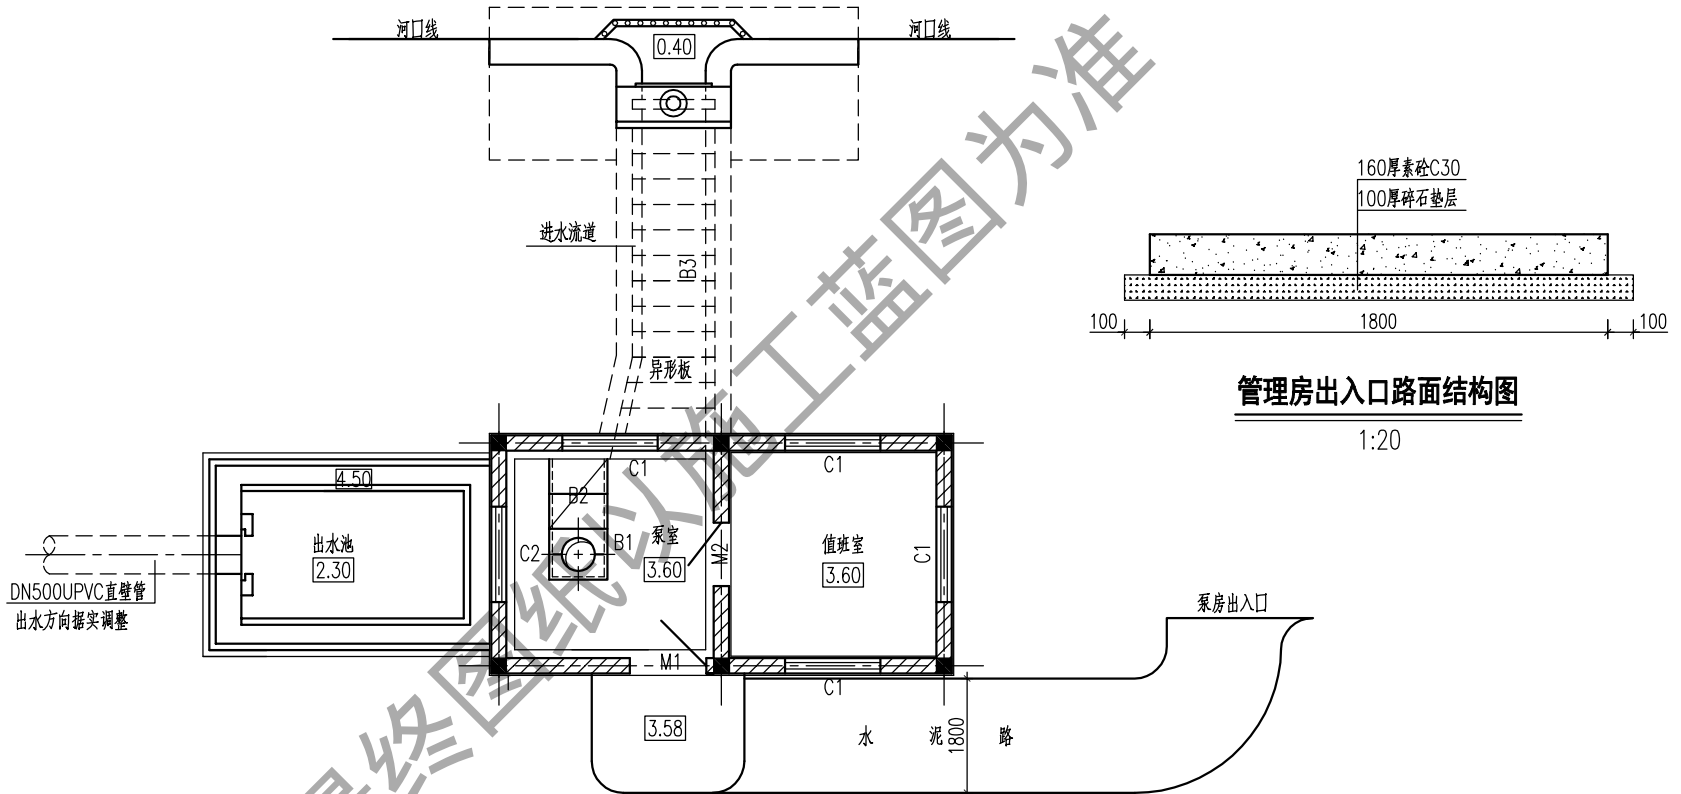 河口线
河口线
0.40
160厚素砼C30
100厚碎石垫层
进水流道
B3
100
1800
100
异形板
管理房出入口路面结构图
1:20
C1
C1
4.50
B2
出水池
2.30
C2
B1
泵室
3.60
M2
值班室
3.60
C1
DN500UPVC直壁管
出水方向据实调整
泵房出入口
M1
C1
3.58
水泥路
1800
最终图纸以施工蓝图为准